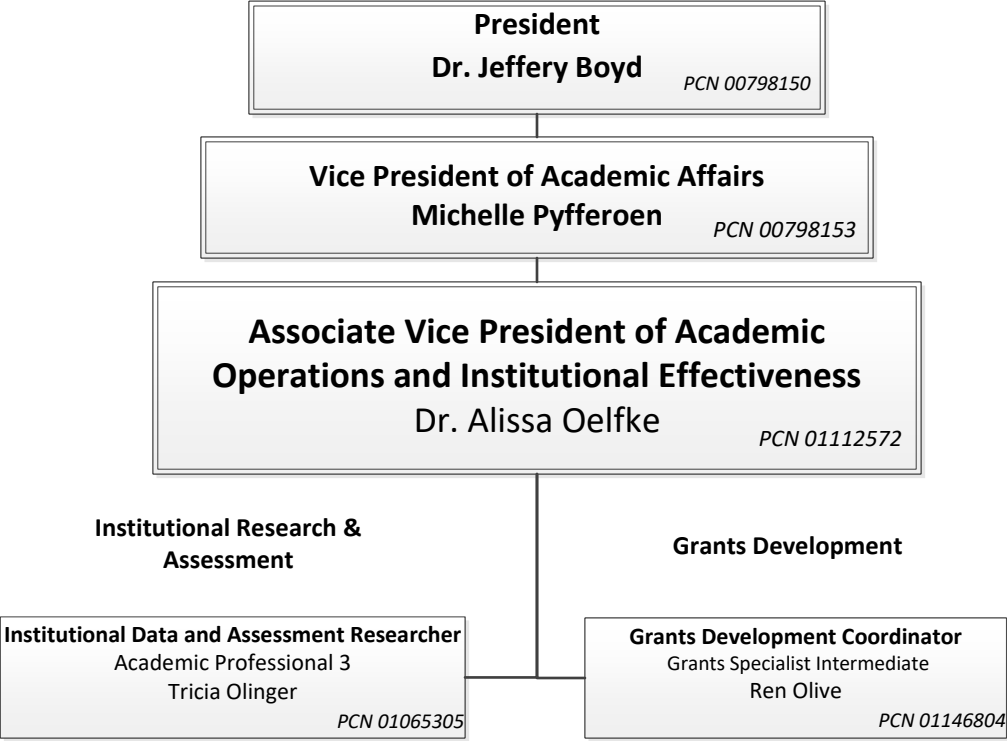 President
Dr. Jeffery Boyd
PCN 00798150
Vice President of Academic Affairs
Michelle Pyfferoen
PCN 00798153
Associate Vice President of Academic
Operations and Institutional Effectiveness
Dr. Alissa Oelfke
PCN 01112572
Institutional Research &
Assessment
Grants Development
Institutional Data and Assessment Researcher
Academic Professional 3
Tricia Olinger
PCN 01065305
Grants Development Coordinator
Grants Specialist Intermediate
Ren Olive
PCN 01146804